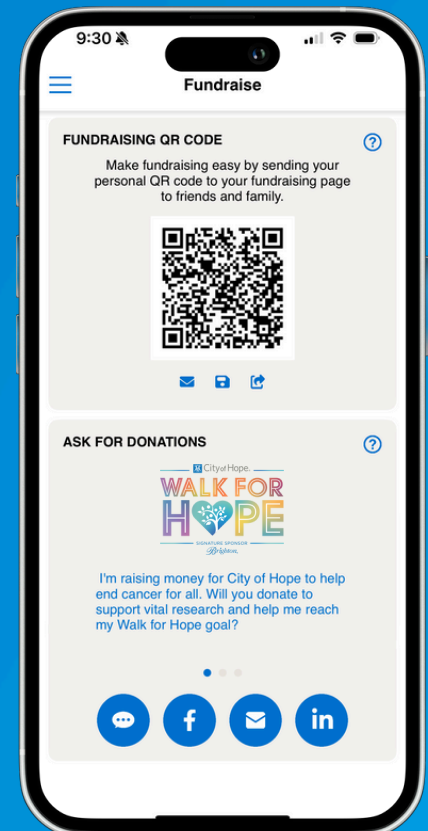 9:30
Fundraise
FUNDRAISING QR CODE
Make fundraising easy by sending your
personal QR code to your fundraising page
to friends and family.
ASK FOR DONATIONS
City of Hope.
WALK FOR
HOPE
SIGNATURE SPONSOR
Brighton.
I'm raising money for City of Hope to help
end cancer for all. Will you donate to
support vital research and help me reach
my Walk for Hope goal?
f
in